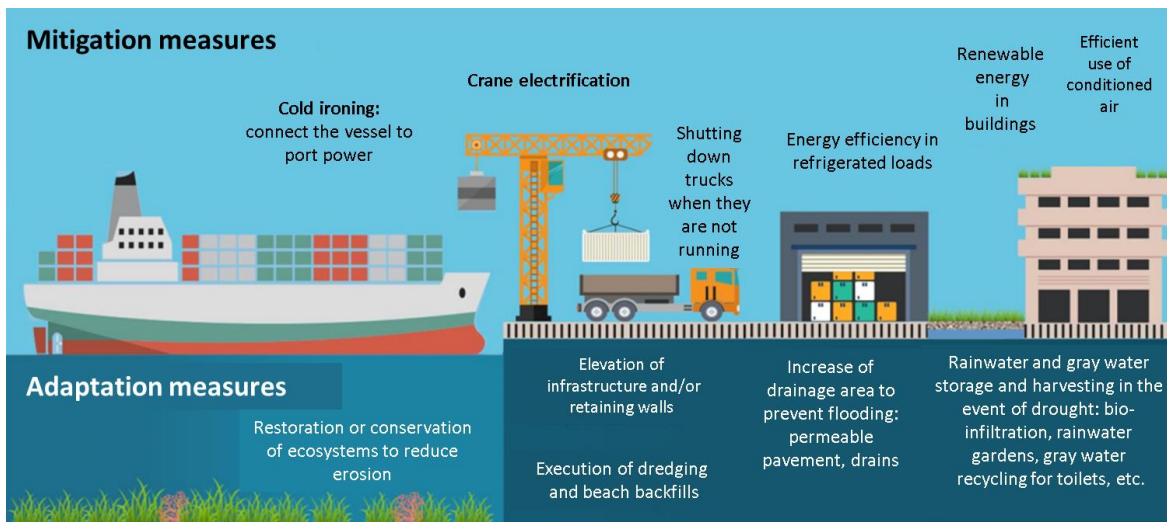 Mitigation measures
Cold ironing:
connect the vessel to
port power
Crane electrification
Shutting
down
trucks
when they
are not
running
Energy efficiency in
refrigerated loads
Renewable
energy
in
buildings
Efficient
use of
conditioned
air
Adaptation measures
Restoration or conservation
of ecosystems to reduce
erosion
Elevation of
infrastructure and/or
retaining walls
Execution of dredging
and beach backfills
Increase of
drainage area to
prevent flooding:
permeable
pavement, drains
Rainwater and gray water
storage and harvesting in the
event of drought: bio-
infiltration, rainwater
gardens, gray water
recycling for toilets, etc.